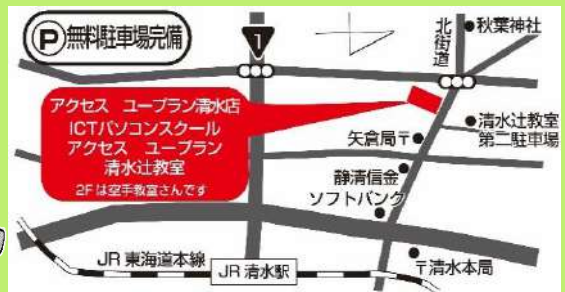 P無料駐車場完備
1
北街道
秋葉神社
アクセス ユープラン清水店
ICTパソコンスクール
アクセス ユープラン
清水辻教室
2Fは空手教室さんです
清水辻教室
第二駐車場
矢倉局〒
静清信金
ソフトバンク
JR 東海道本線
JR 清水駅
〒清水本局